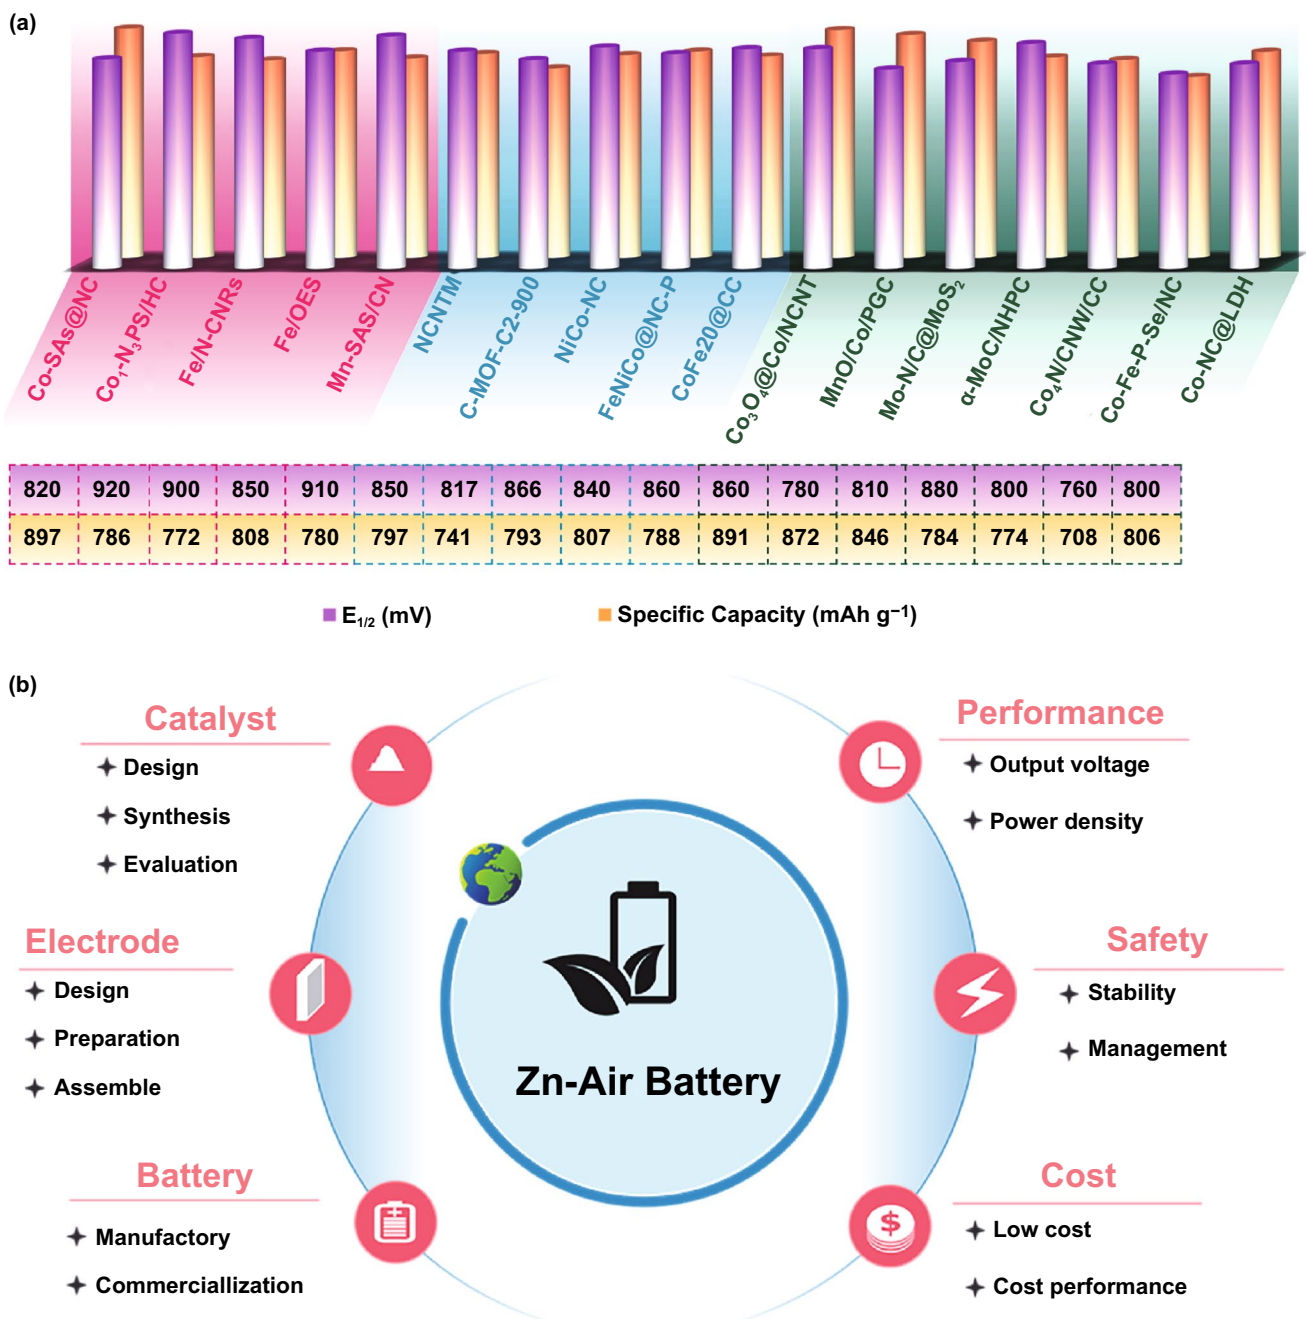 (a)
Co-SAs@NC
Co₁-N₃PS/HC
Fe/N-CNRs
Fe/OES
Mn-SAS/CN
NCNTM
C-MOF-C2-900
NiCo-NC
FeNiCo@NC-P
CoFe20@CC
Co₃O₄@Co/NCNT
MnO/Co/PGC
Mo-N/C@MoS₂
α-MoC/NHPC
Co₄N/CNW/CC
Co-Fe-P-Se/NC
Co-NC@LDH
820 920 900 850 910 850 817 866 840 860 860 780 810 880 800 760 800
897 786 772 808 780 797 741 793 807 788 891 872 846 784 774 708 806
E₁/₂ (mV) Specific Capacity (mAh g⁻¹)
(b)
Catalyst
Design
Synthesis
Evaluation
Electrode
Design
Preparation
Assemble
Battery
Manufactory
Commerciallization
Zn-Air Battery
Performance
Output voltage
Power density
Safety
Stability
Management
Cost
$
Low cost
Cost performance